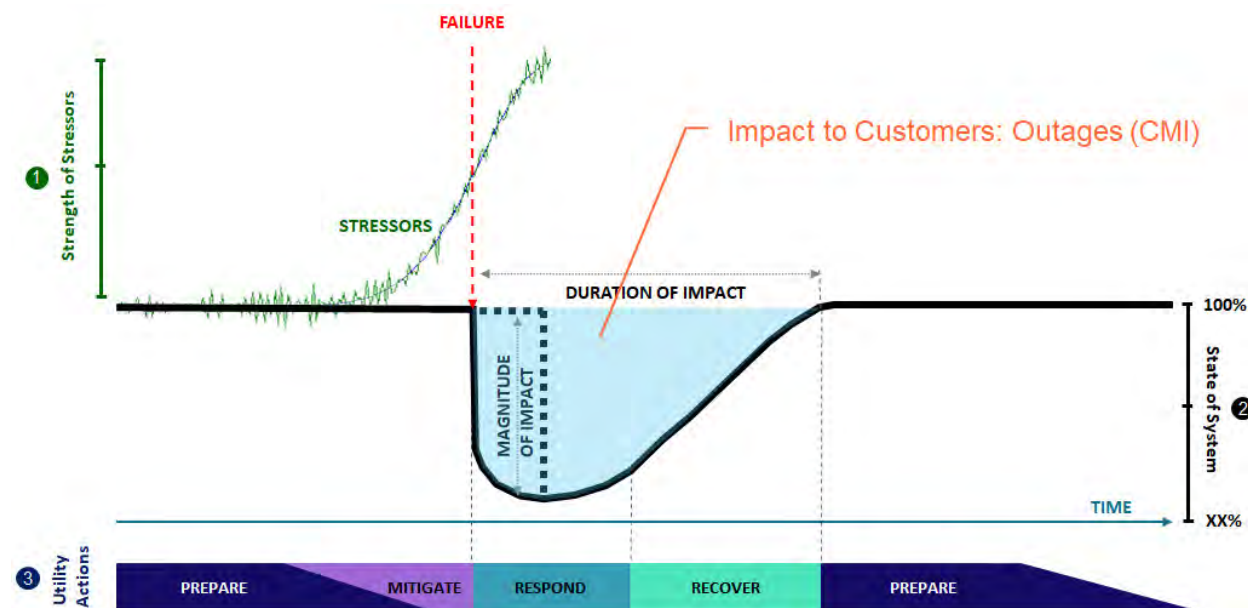 FAILURE
1
Strength of Stressors
STRESSORS
Impact to Customers: Outages (CMI)
DURATION OF IMPACT
MAGNITUDE
OF IMPACT
100%
State of System
2
TIME
XX%
3
Utility
Actions
PREPARE
MITIGATE
RESPOND
RECOVER
PREPARE